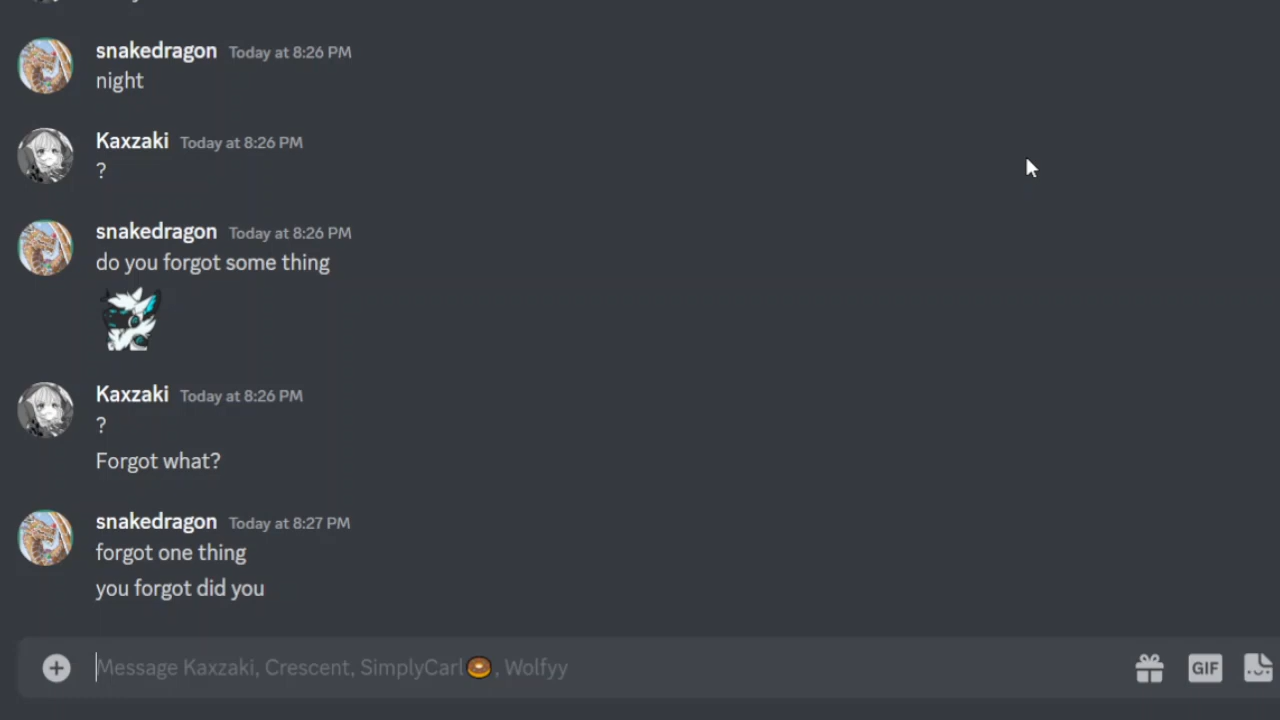 snakedragon Today at 8:26 PM
night
Kaxzaki Today at 8:26 PM
?
snakedragon Today at 8:26 PM
do you forgot some thing
Kaxzaki Today at 8:26 PM
?
Forgot what?
snakedragon Today at 8:27 PM
forgot one thing
you forgot did you
Message Kaxzaki, Crescent, SimplyCarl🍩, Wolfyy
GIF